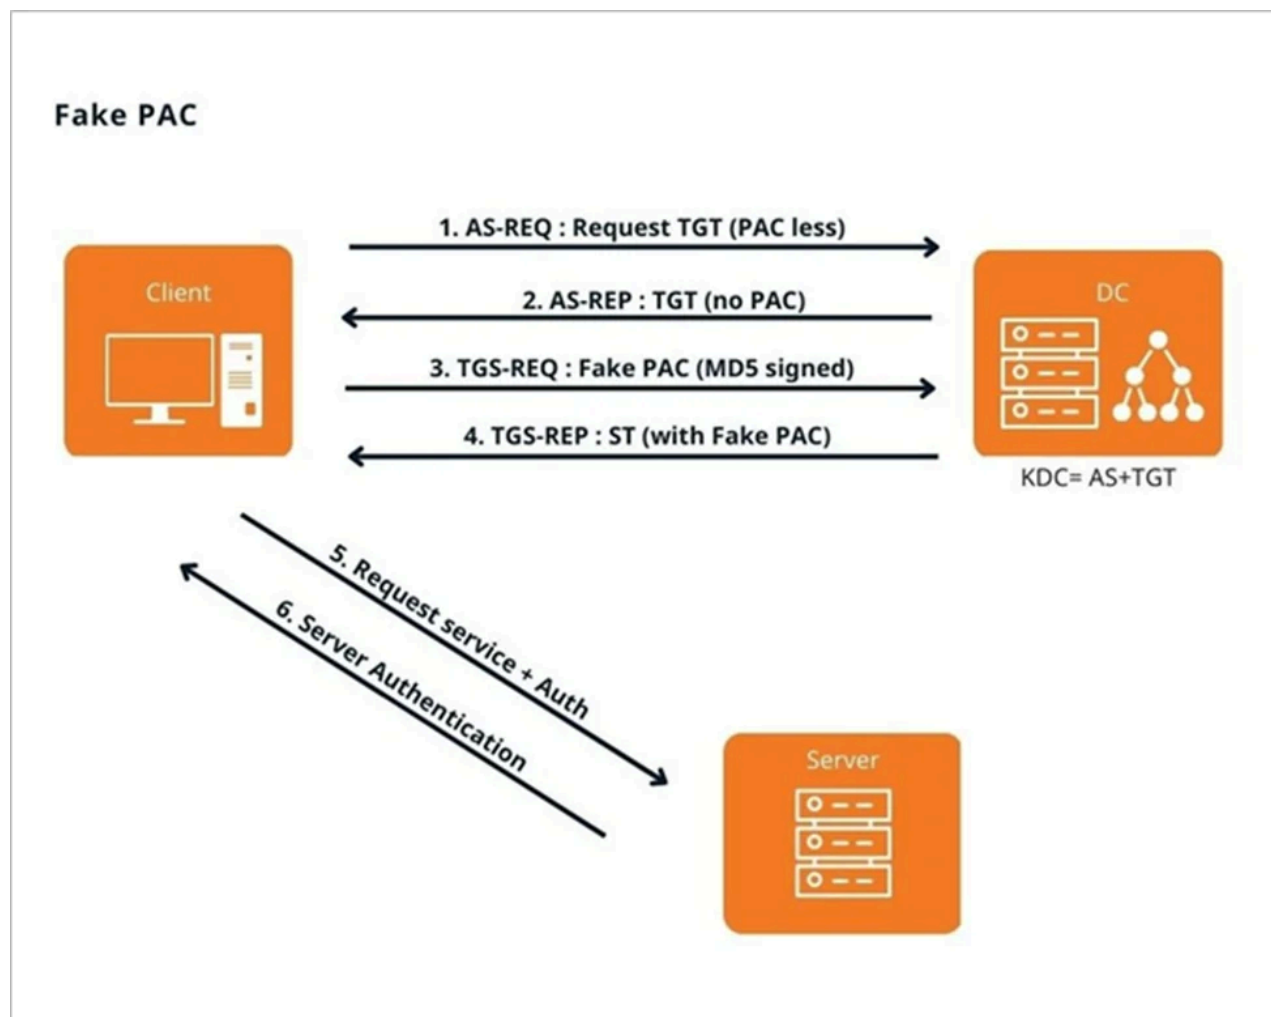 Fake PAC
1. AS-REQ : Request TGT (PAC less)
Client
DC
2. AS-REP : TGT (no PAC)
3. TGS-REQ : Fake PAC (MD5 signed)
4. TGS-REP : ST (with Fake PAC)
KDC= AS+TGT
5. Request service + Auth
6. Server Authentication
Server